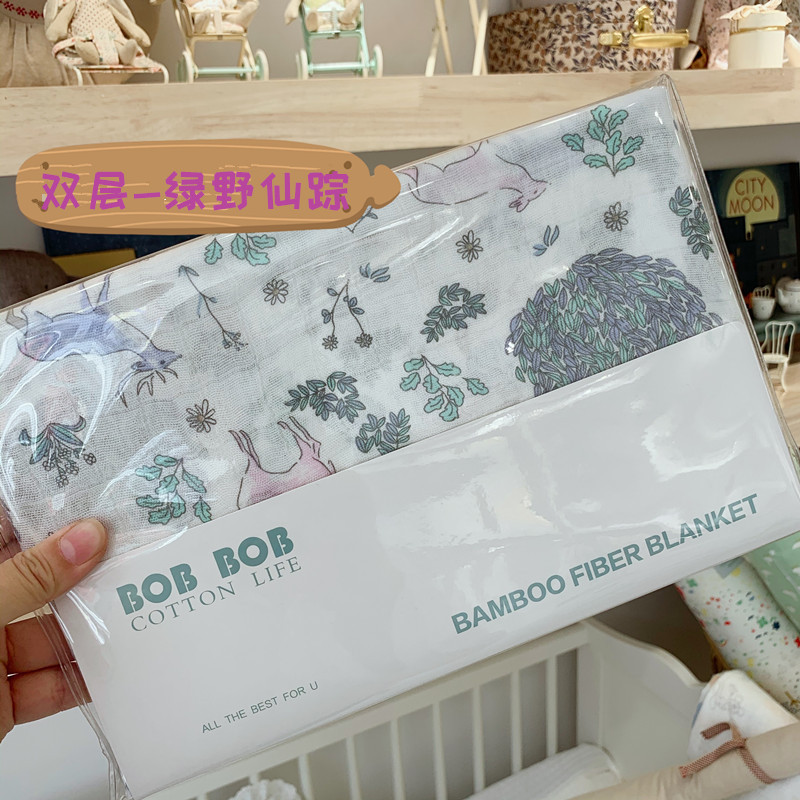 双层-绿野仙踪
CITY
MOON
BOB BOB
COTTON LIFE
BAMBOO FIBER BLANKET
ALL THE BEST FOR U